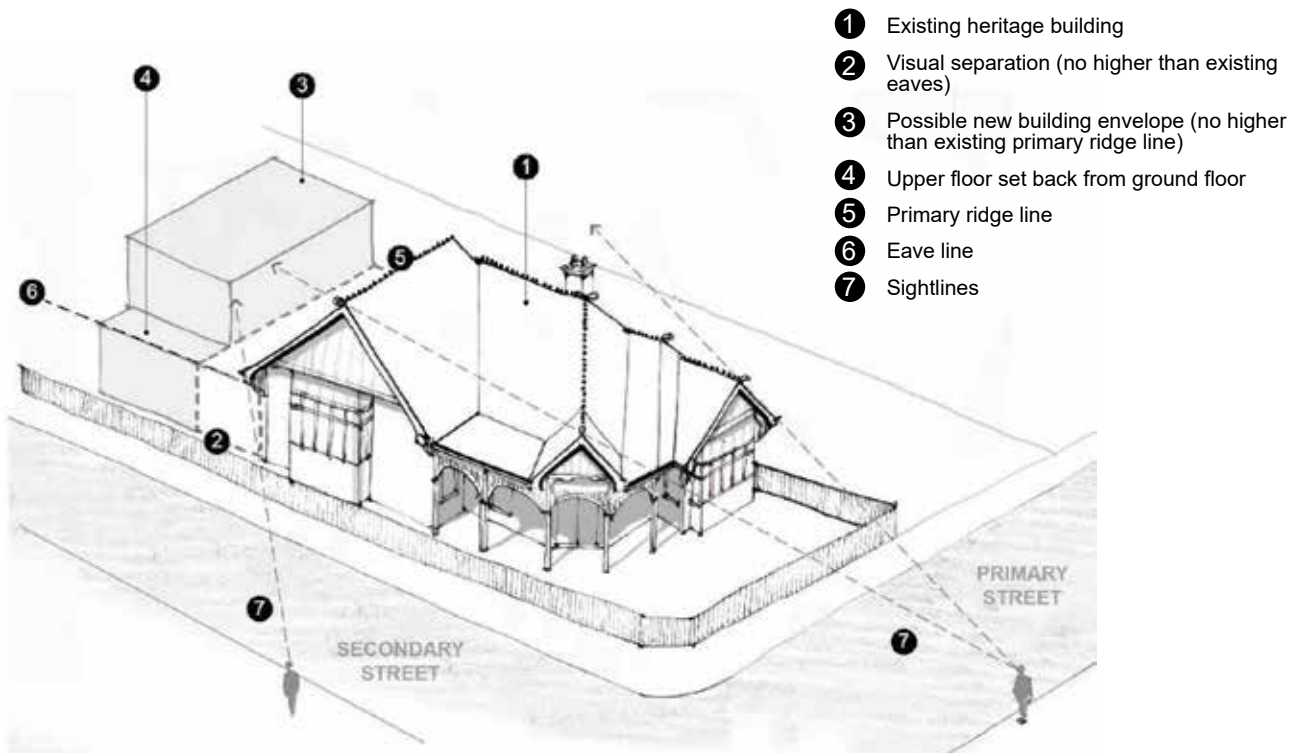 1 Existing heritage building
2 Visual separation (no higher than existing
eaves)
3 Possible new building envelope (no higher
than existing primary ridge line)
4 Upper floor set back from ground floor
5 Primary ridge line
6 Eave line
7 Sightlines
4
3
1
5
6
2
7
SECONDARY
STREET
PRIMARY
STREET
7